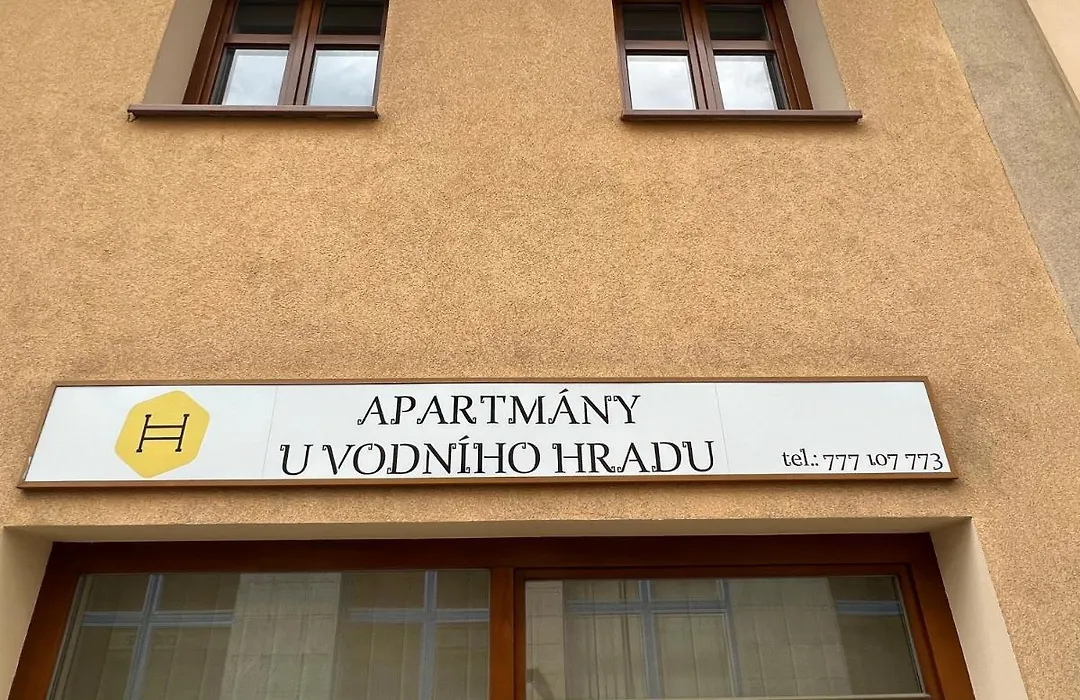 H
APARTMÁNY
U VODNÍHO HRADU
tel.: 777 107 773